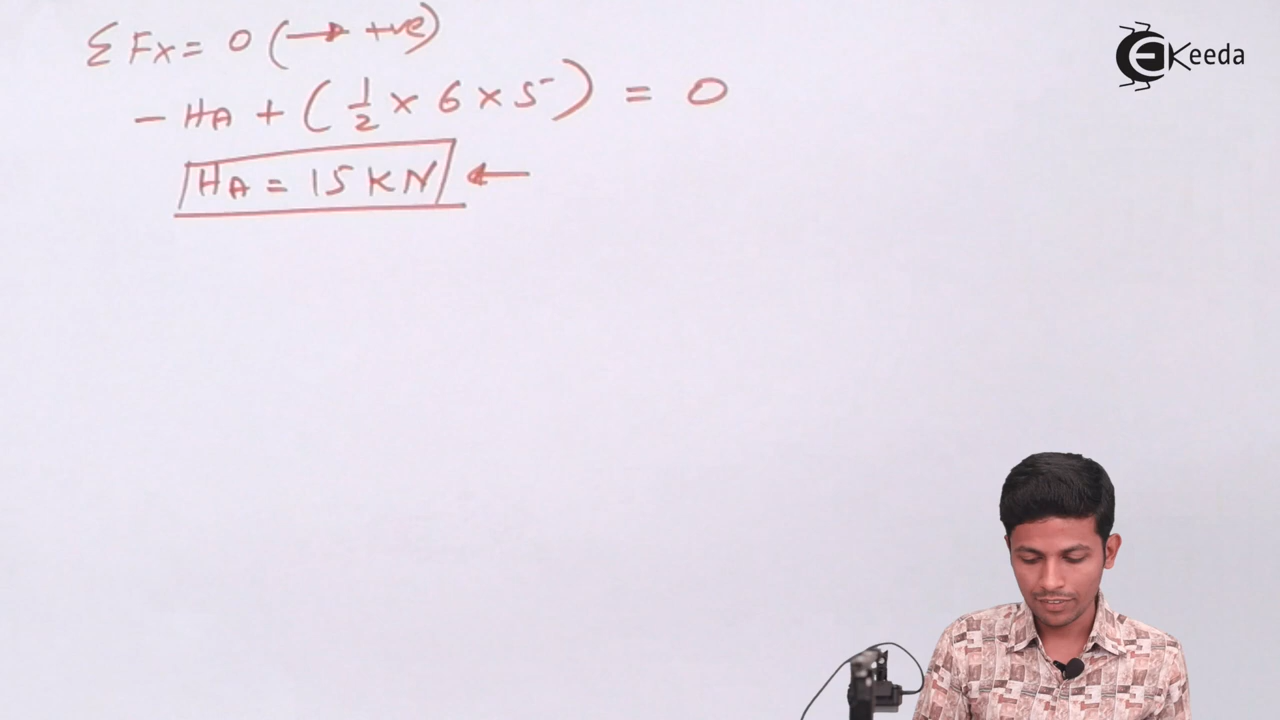 ΣFx = 0 (→ +ve)
EKeeda
- HA + (1/2 × 6 × 5) = 0
HA = 15 KN ←